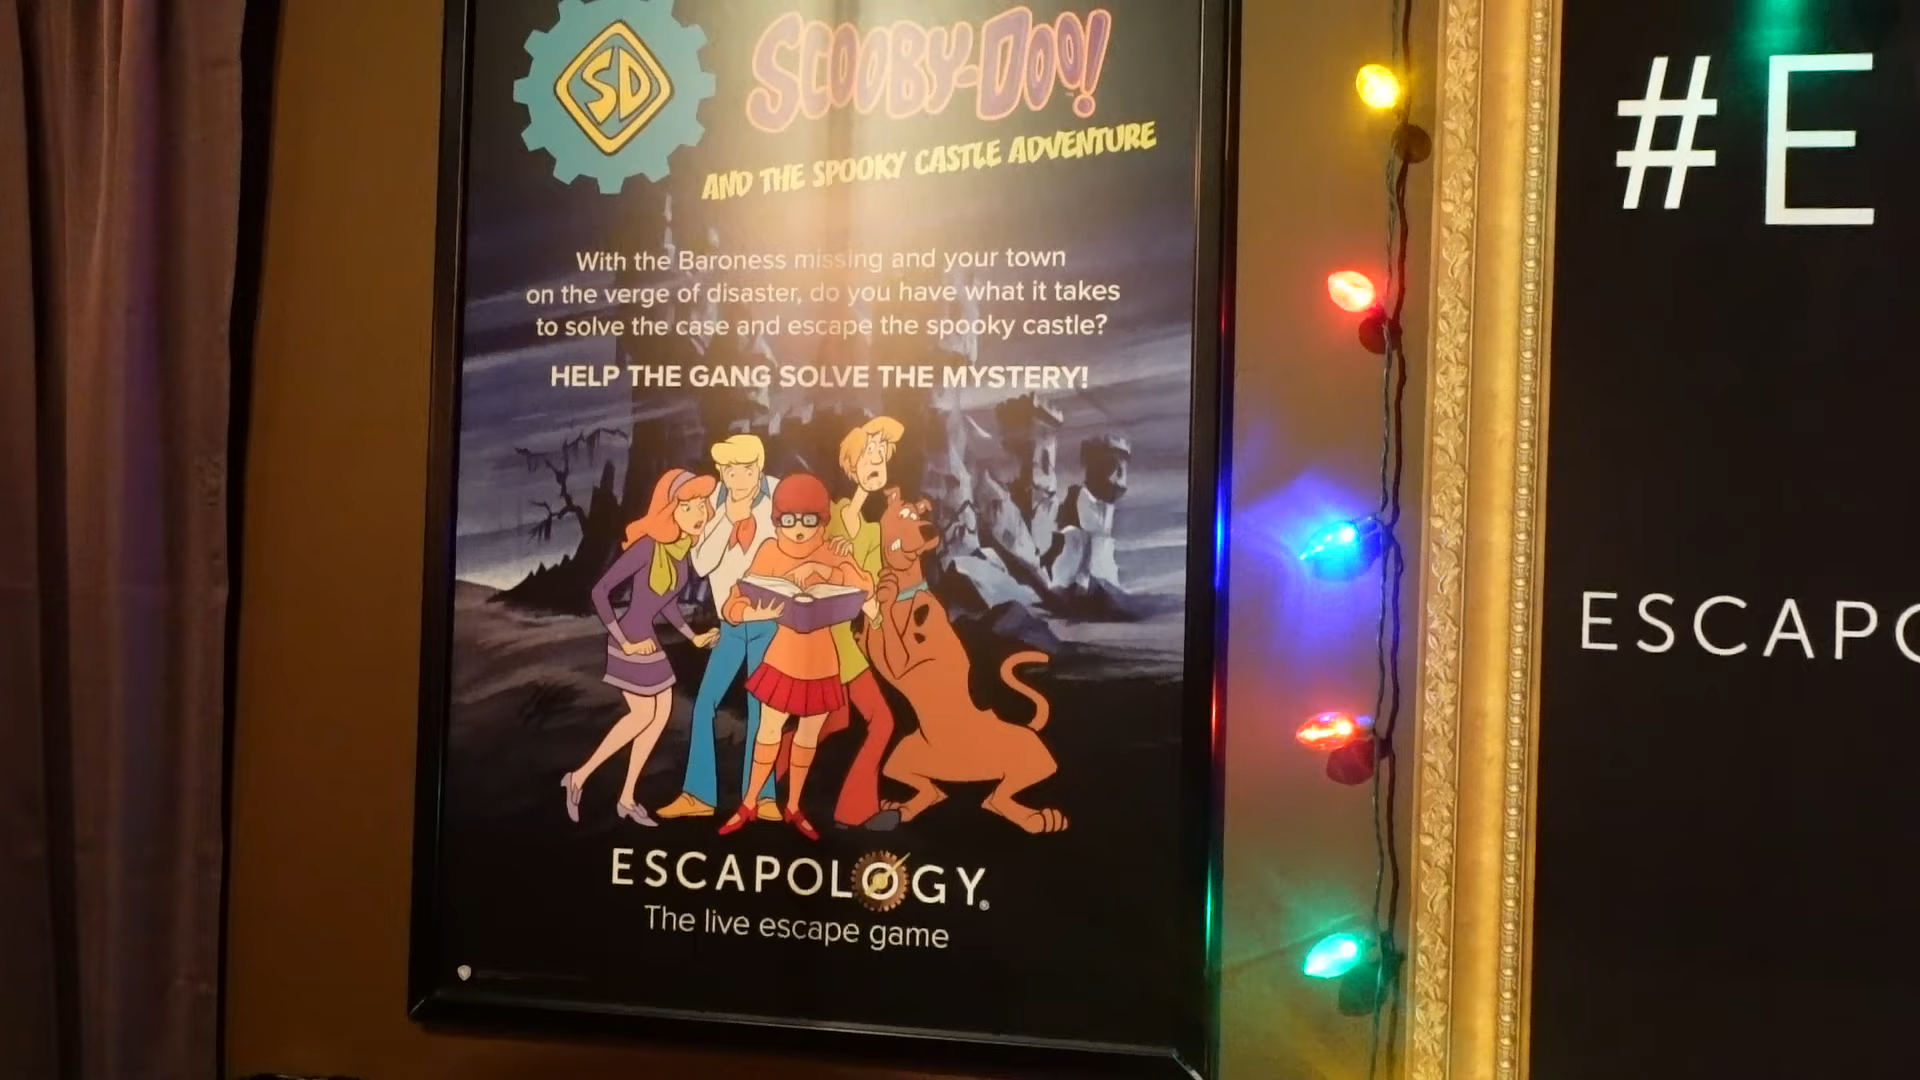 SD
SCOOBY-DOO!
AND THE SPOOKY CASTLE ADVENTURE
With the Baroness missing and your town
on the verge of disaster, do you have what it takes
to solve the case and escape the spooky castle?
HELP THE GANG SOLVE THE MYSTERY!
ESCAPOLOGY®
The live escape game
#E
ESCAPO